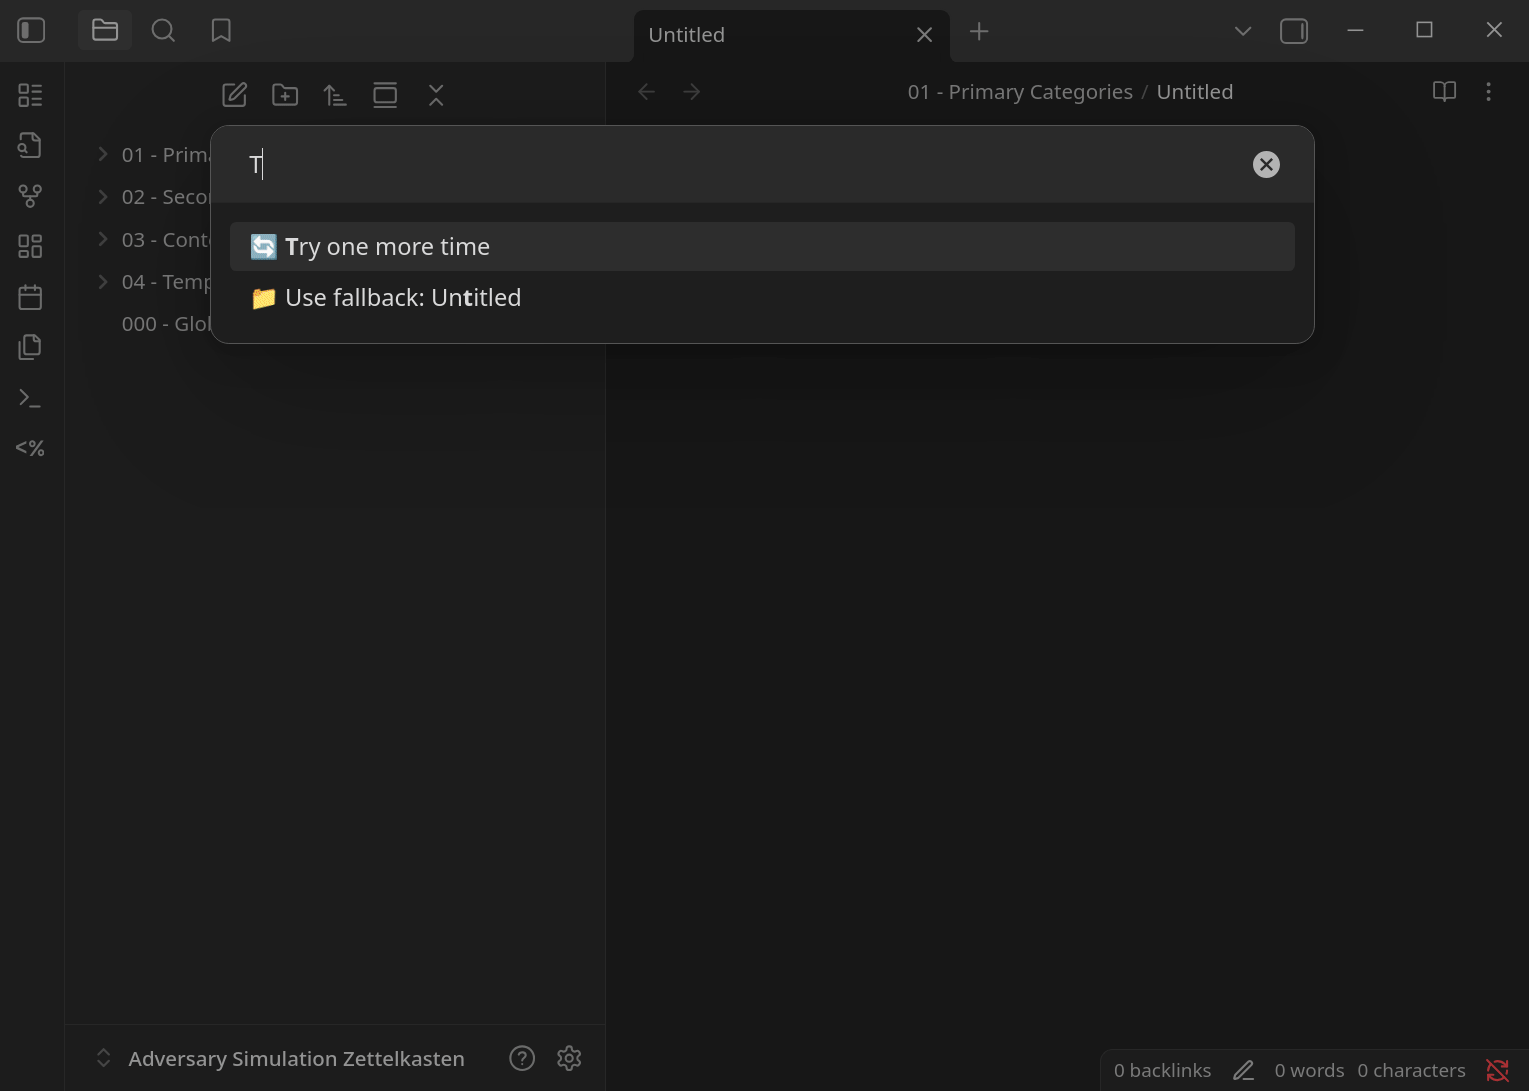 Untitled
01 - Primary Categories / Untitled
T
01 - Prim
02 - Seco
03 - Cont
04 - Temp
000 - Glo
🔄 Try one more time
📁 Use fallback: Untitled
<%
Adversary Simulation Zettelkasten
0 backlinks 0 words 0 characters